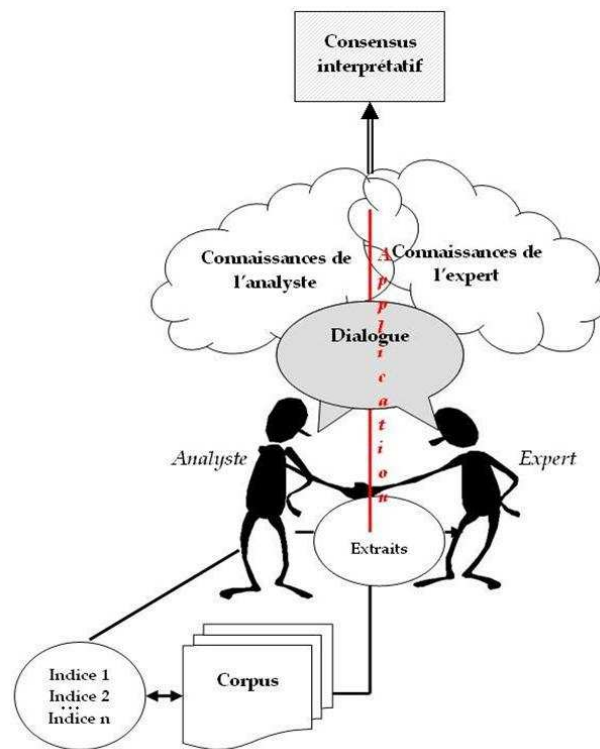 Consensus
interprétatif
Connaissances de
l'analyste
Connaissances de
l'expert
Application
Dialogue
Analyste
Expert
Extraits
Indice 1
Indice 2
...
Indice n
Corpus